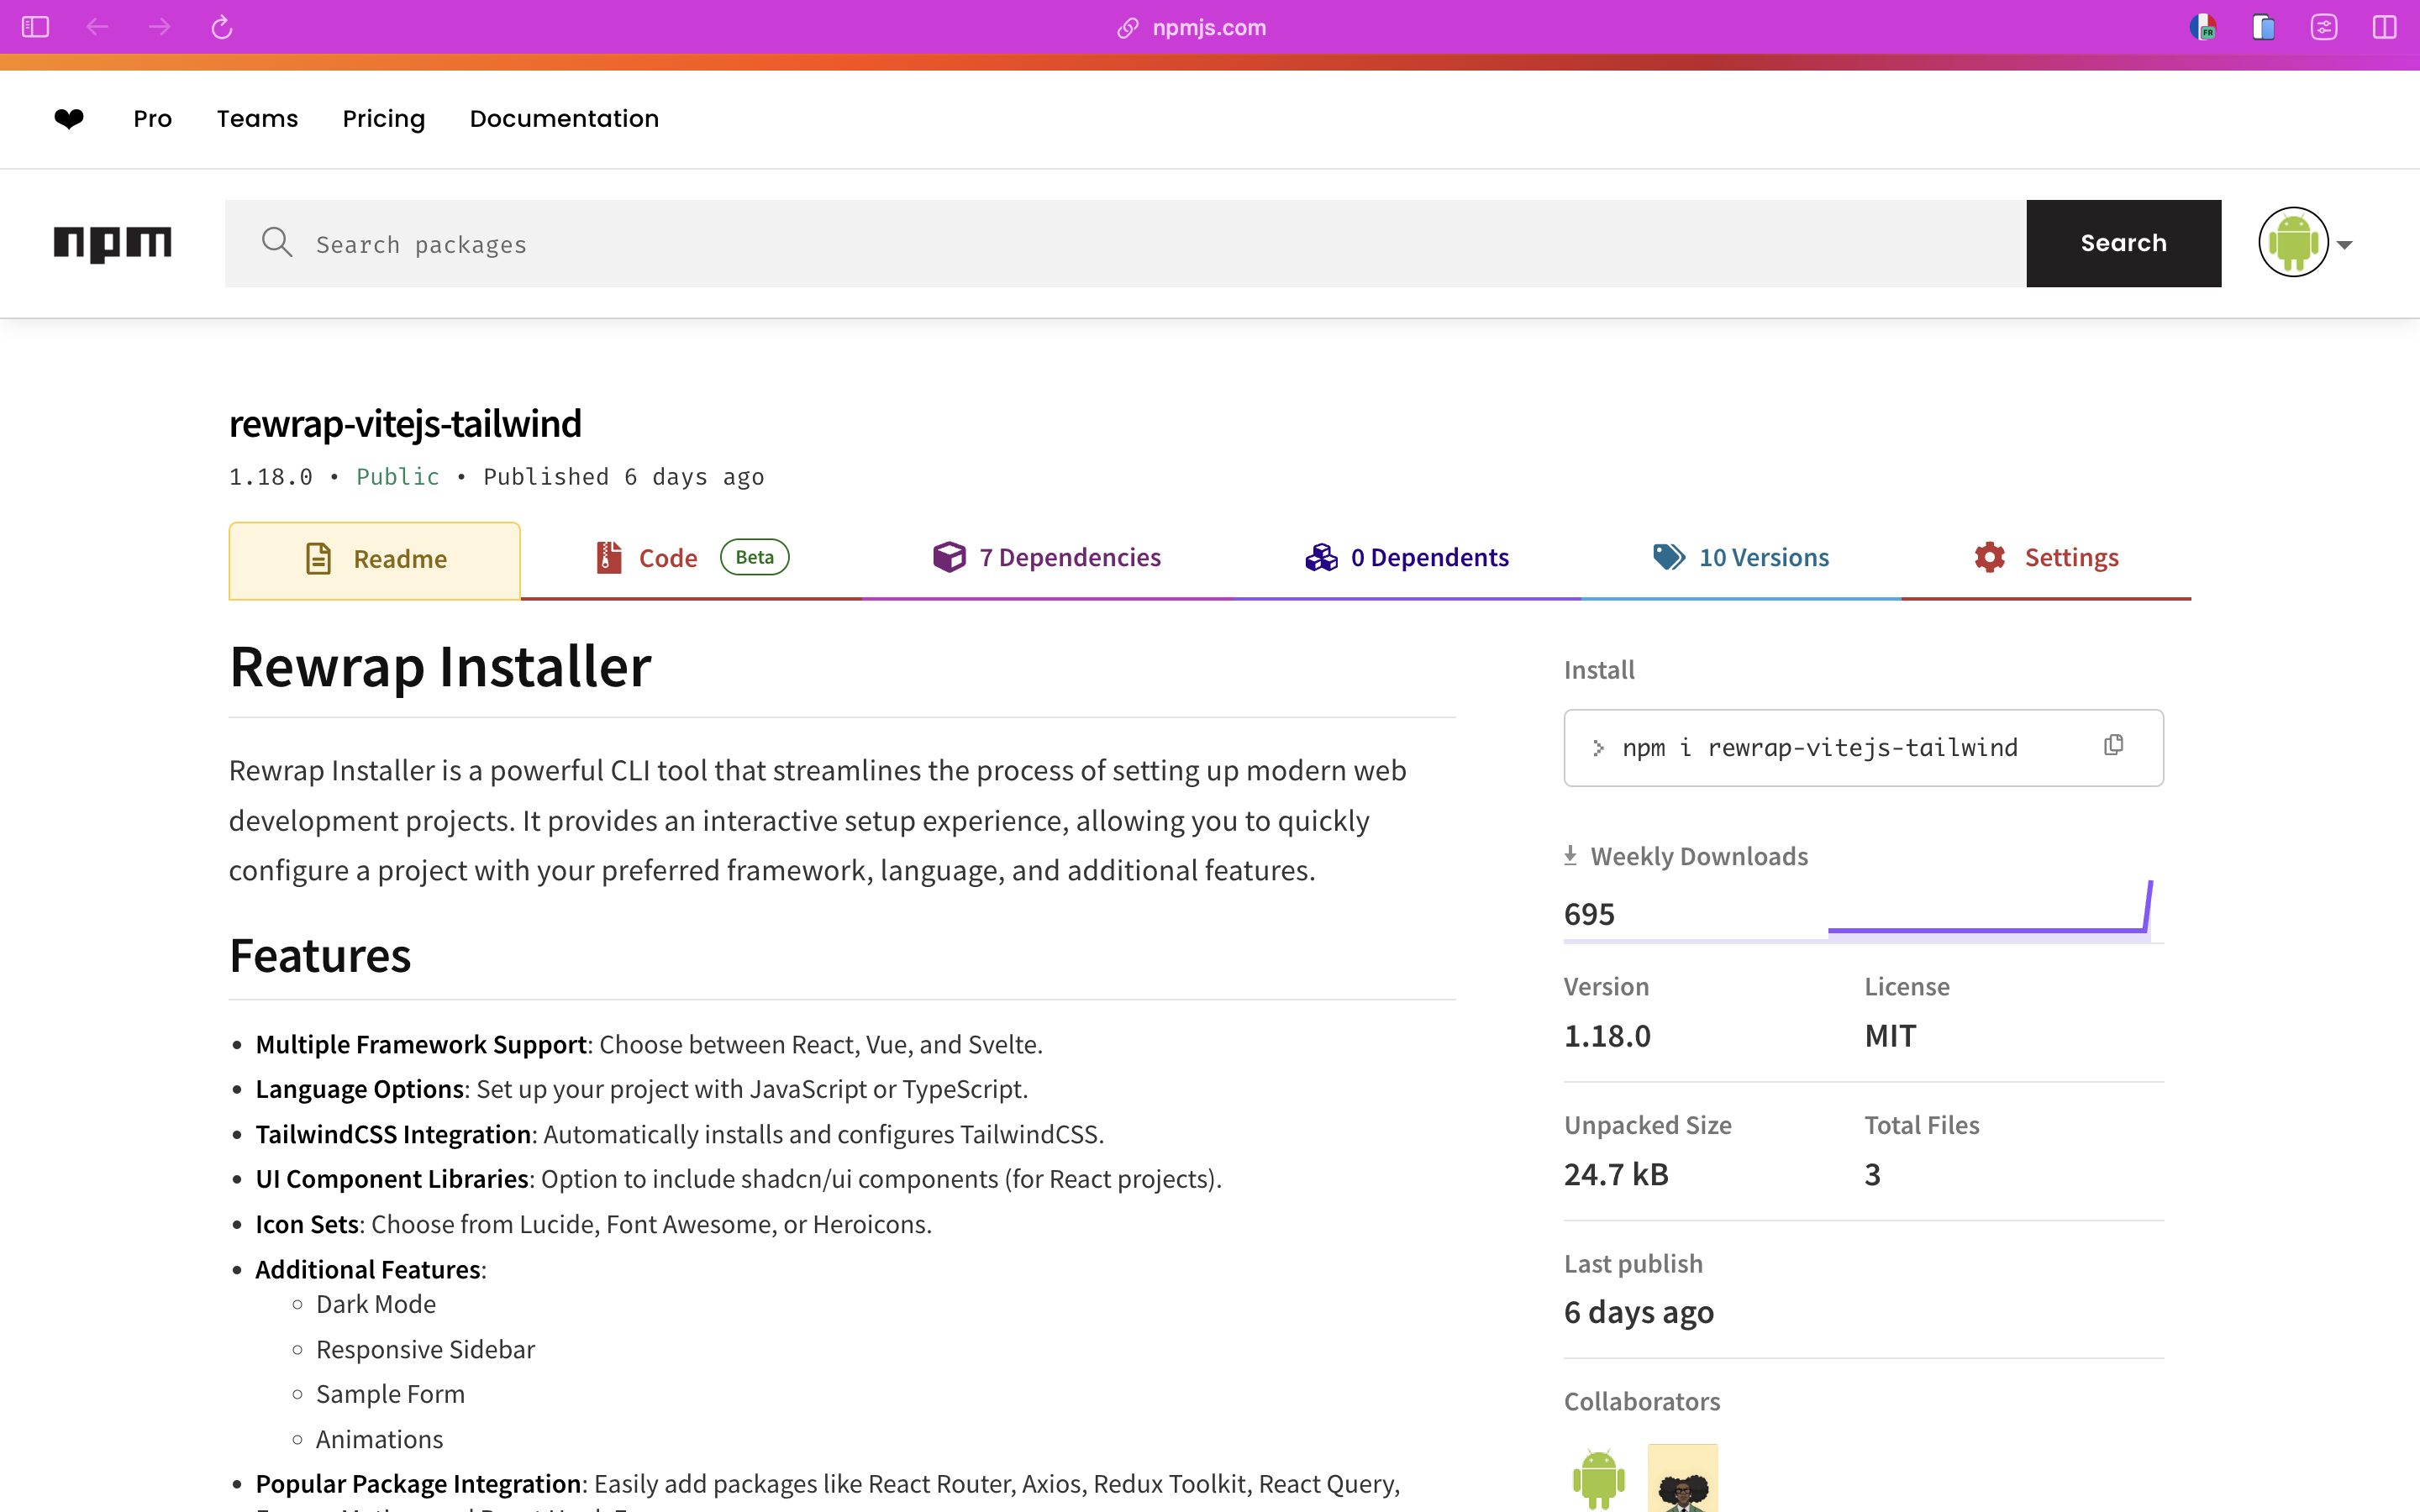 npmjs.com
FR
Pro Teams Pricing Documentation
npm
Search packages
Search
rewrap-vitejs-tailwind
1.18.0 • Public • Published 6 days ago
Readme
Code Beta
7 Dependencies
0 Dependents
10 Versions
Settings
Rewrap Installer
Rewrap Installer is a powerful CLI tool that streamlines the process of setting up modern web
development projects. It provides an interactive setup experience, allowing you to quickly
configure a project with your preferred framework, language, and additional features.
Features
• Multiple Framework Support: Choose between React, Vue, and Svelte.
• Language Options: Set up your project with JavaScript or TypeScript.
• TailwindCSS Integration: Automatically installs and configures TailwindCSS.
• UI Component Libraries: Option to include shadcn/ui components (for React projects).
• Icon Sets: Choose from Lucide, Font Awesome, or Heroicons.
• Additional Features:
◦ Dark Mode
◦ Responsive Sidebar
◦ Sample Form
◦ Animations
• Popular Package Integration: Easily add packages like React Router, Axios, Redux Toolkit, React Query,
Install
> npm i rewrap-vitejs-tailwind
Weekly Downloads
695
Version
1.18.0
License
MIT
Unpacked Size
24.7 kB
Total Files
3
Last publish
6 days ago
Collaborators